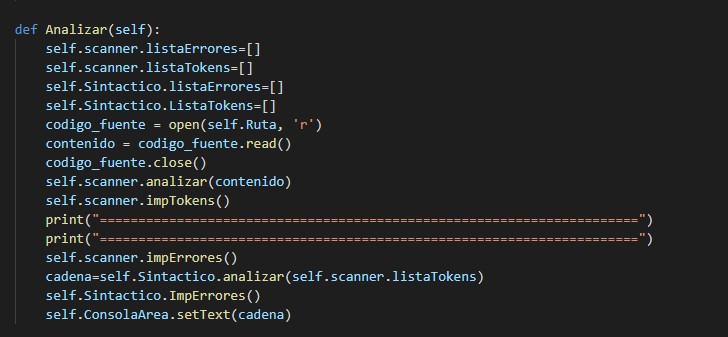 def Analizar(self):
    self.scanner.listaErrores=[]
    self.scanner.listaTokens=[]
    self.Sintactico.listaErrores=[]
    self.Sintactico.ListaTokens=[]
    codigo_fuente = open(self.Ruta, 'r')
    contenido = codigo_fuente.read()
    codigo_fuente.close()
    self.scanner.analizar(contenido)
    self.scanner.impTokens()
    print("======================================================================")
    print("======================================================================")
    self.scanner.impErrores()
    cadena=self.Sintactico.analizar(self.scanner.listaTokens)
    self.Sintactico.ImpErrores()
    self.ConsolaArea.setText(cadena)